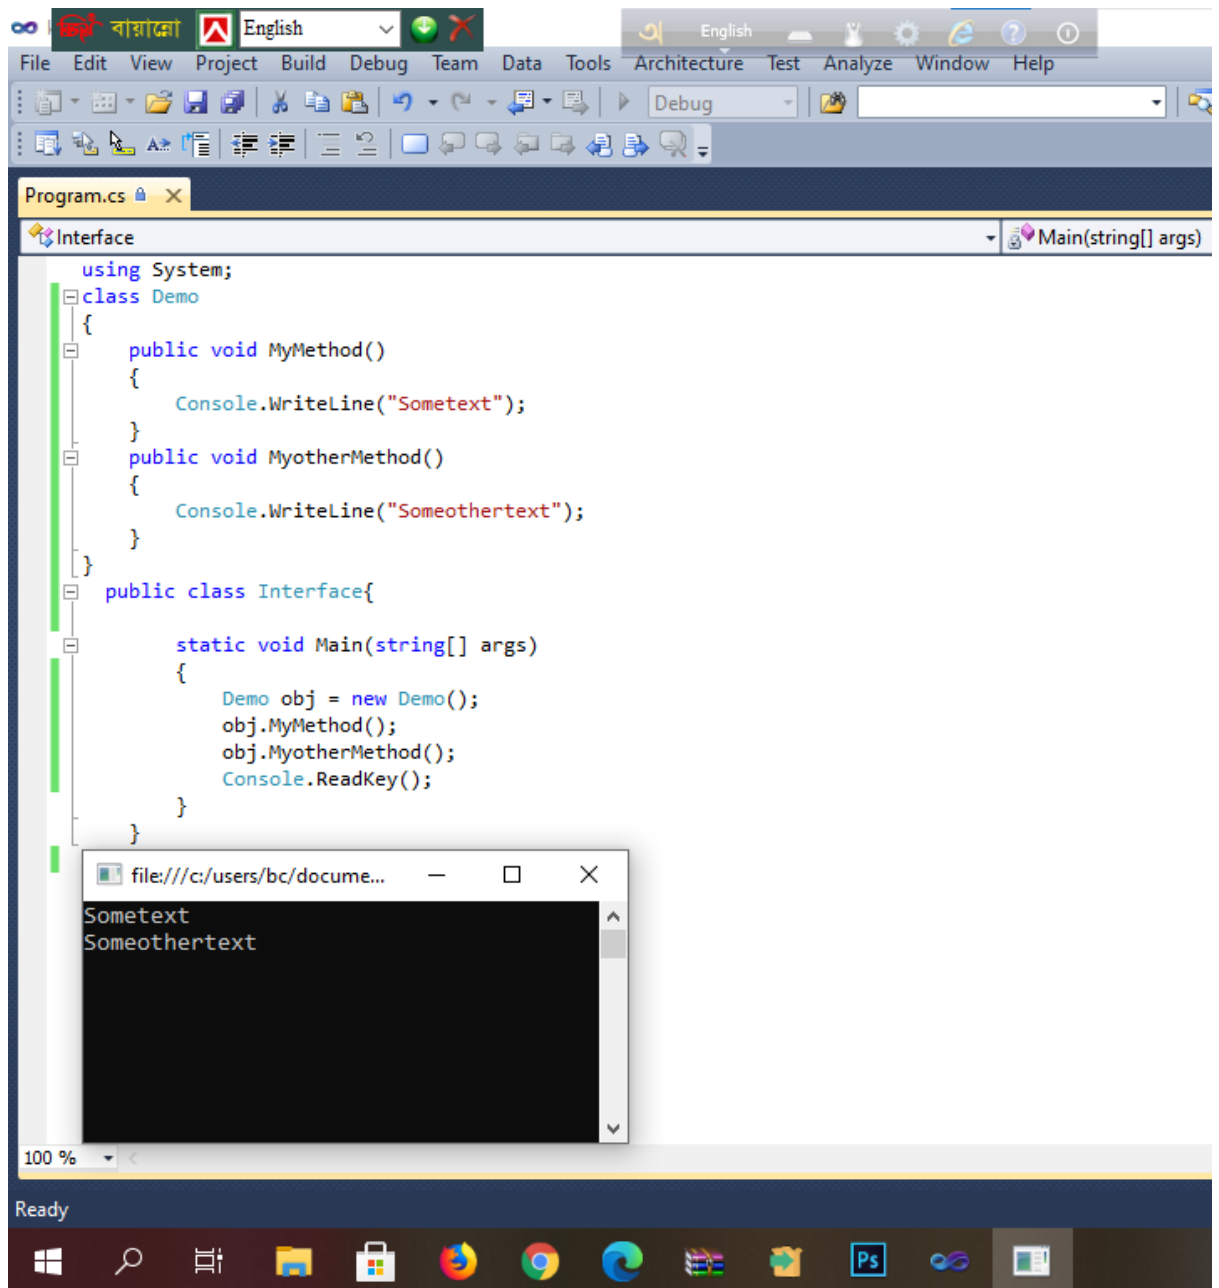 বায়ান্নো English English
File Edit View Project Build Debug Team Data Tools Architecture Test Analyze Window Help
Debug
Program.cs
Interface Main(string[] args)
using System;
class Demo
{
public void MyMethod()
{
Console.WriteLine("Sometext");
}
public void MyotherMethod()
{
Console.WriteLine("Someothertext");
}
}
public class Interface{
static void Main(string[] args)
{
Demo obj = new Demo();
obj.MyMethod();
obj.MyotherMethod();
Console.ReadKey();
}
}
file:///c:/users/bc/docume...
Sometext
Someothertext
100 %
Ready
Ps